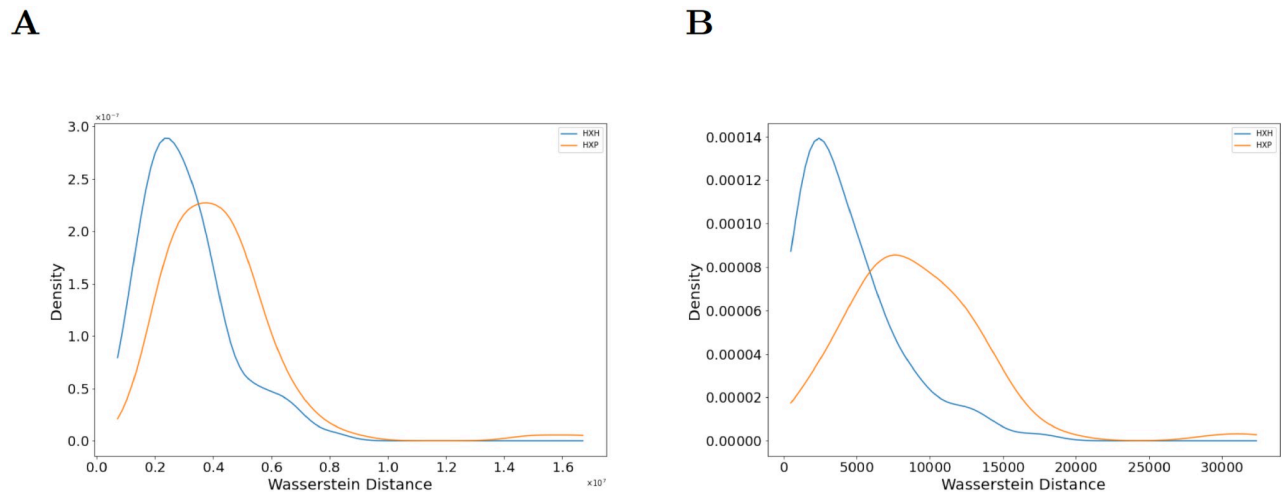 A
B
×10⁻⁷
3.0
2.5
2.0
1.5
1.0
0.5
0.0
Density
0.0 0.2 0.4 0.6 0.8 1.0 1.2 1.4 1.6
×10⁷
Wasserstein Distance
HXH
HXP
0.00014
0.00012
0.00010
0.00008
0.00006
0.00004
0.00002
0.00000
Density
0 5000 10000 15000 20000 25000 30000
Wasserstein Distance
HXH
HXP